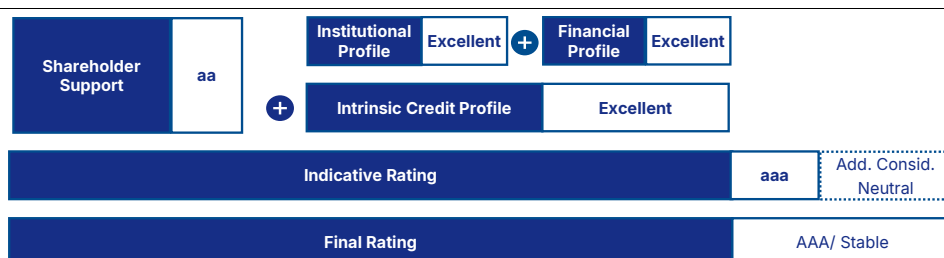 Shareholder
Support
aa
+
Institutional
Profile
Excellent
+
Financial
Profile
Excellent
Intrinsic Credit Profile
Excellent
Indicative Rating
aaa
Add. Consid.
Neutral
Final Rating
AAA/ Stable